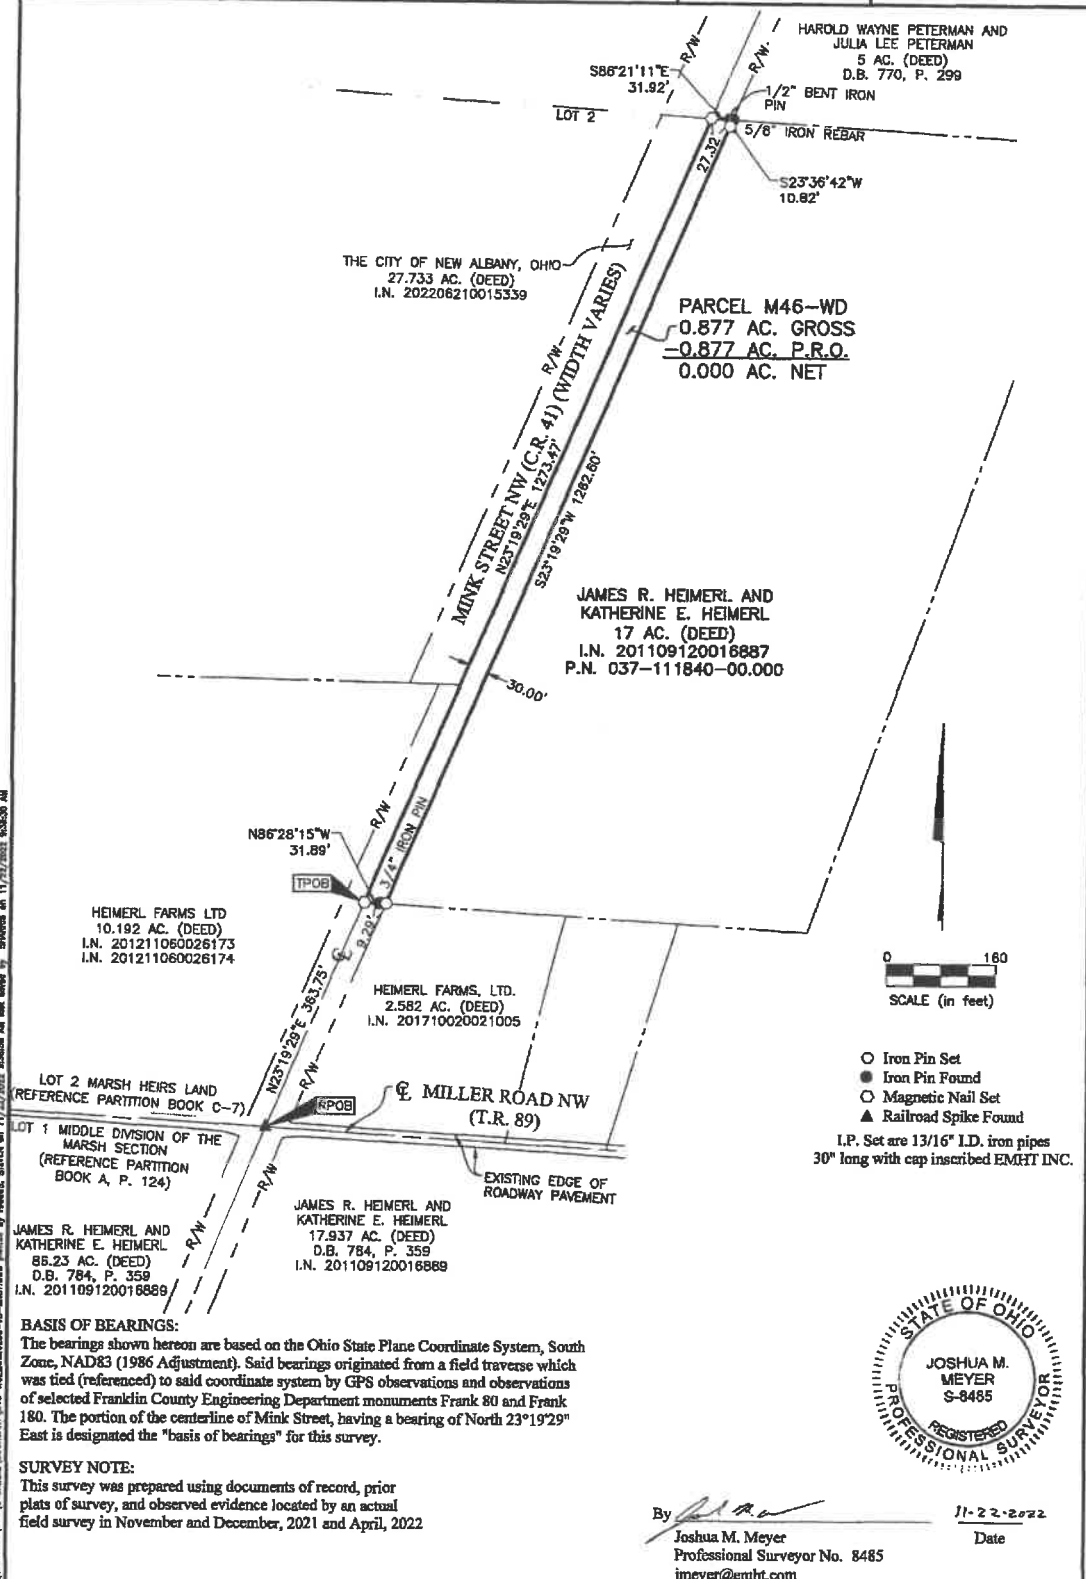 HAROLD WAYNE PETERMAN AND
JULIA LEE PETERMAN
5 AC. (DEED)
D.B. 770, P. 299
R/W
R/W
S86°21'11"E
31.92'
1/2" BENT IRON
PIN
LOT 2
5/8" IRON REBAR
27.32
S23°36'42"W
10.82'
THE CITY OF NEW ALBANY, OHIO
27.733 AC. (DEED)
I.N. 202206210015339
PARCEL M46-WD
0.877 AC. GROSS
-0.877 AC. P.R.O.
0.000 AC. NET
R/W
MINK STREET NW (C.R. 41) (WIDTH VARIES)
N23°19'29"E 1273.47'
S23°19'29"W 1262.60'
JAMES R. HEIMERL AND
KATHERINE E. HEIMERL
17 AC. (DEED)
I.N. 201109120016887
P.N. 037-111840-00.000
30.00'
R/W
3/4" IRON PIN
N86°28'15"W
31.89'
TPOB
HEIMERL FARMS LTD
10.192 AC. (DEED)
I.N. 201211060026173
I.N. 201211060026174
9.29'
℄
0 160
SCALE (in feet)
HEIMERL FARMS, LTD.
2.582 AC. (DEED)
I.N. 201710020021005
N23°19'29"E 363.75'
R/W
Iron Pin Set
Iron Pin Found
Magnetic Nail Set
Railroad Spike Found
I.P. Set are 13/16" I.D. iron pipes
30" long with cap inscribed EMHT INC.
LOT 2 MARSH HEIRS LAND
(REFERENCE PARTITION BOOK C-7)
RPOB
℄ MILLER ROAD NW
(T.R. 89)
LOT 1 MIDDLE DIVISION OF THE
MARSH SECTION
(REFERENCE PARTITION
BOOK A, P. 124)
EXISTING EDGE OF
ROADWAY PAVEMENT
R/W
R/W
JAMES R. HEIMERL AND
KATHERINE E. HEIMERL
17.937 AC. (DEED)
D.B. 784, P. 359
I.N. 201109120016889
JAMES R. HEIMERL AND
KATHERINE E. HEIMERL
86.23 AC. (DEED)
D.B. 784, P. 359
I.N. 201109120016889
BASIS OF BEARINGS:
The bearings shown hereon are based on the Ohio State Plane Coordinate System, South
Zone, NAD83 (1986 Adjustment). Said bearings originated from a field traverse which
was tied (referenced) to said coordinate system by GPS observations and observations
of selected Franklin County Engineering Department monuments Frank 80 and Frank
180. The portion of the centerline of Mink Street, having a bearing of North 23°19'29"
East is designated the "basis of bearings" for this survey.
SURVEY NOTE:
This survey was prepared using documents of record, prior
plats of survey, and observed evidence located by an actual
field survey in November and December, 2021 and April, 2022
STATE OF OHIO
JOSHUA M.
MEYER
S-8485
REGISTERED
PROFESSIONAL SURVEYOR
By
11-22-2022
Joshua M. Meyer
Date
Professional Surveyor No. 8485
jmeyer@emht.com